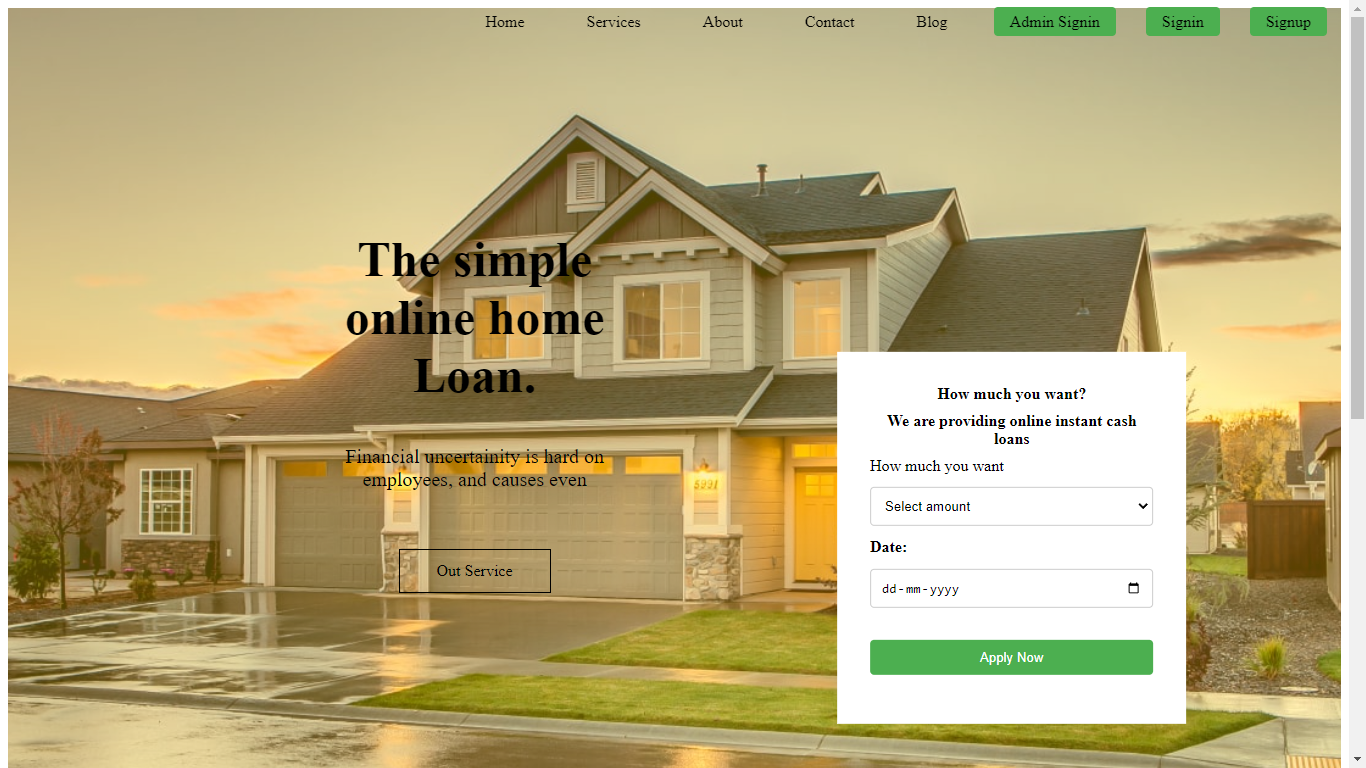 Home Services About Contact Blog Admin Signin Signin Signup
The simple
online home
Loan.
Financial uncertainity is hard on
employees, and causes even
Out Service
How much you want?
We are providing online instant cash
loans
How much you want
Select amount
Date:
dd-mm-yyyy
Apply Now
5991